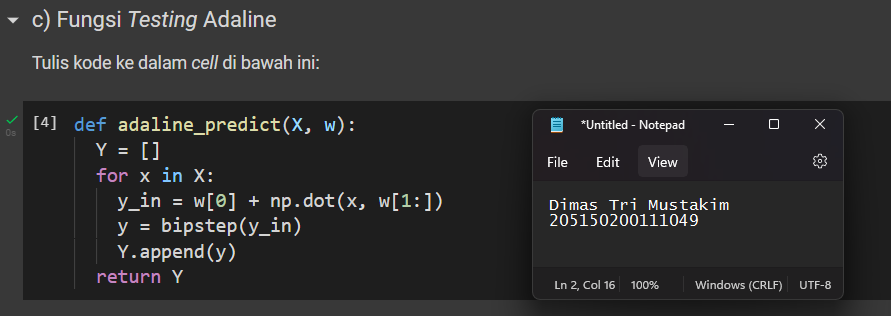 c) Fungsi Testing Adaline
Tulis kode ke dalam cell di bawah ini:
[4] def adaline_predict(X, w):
0s
Y = []
for x in X:
y_in = w[0] + np.dot(x, w[1:])
y = bipstep(y_in)
Y.append(y)
return Y
*Untitled - Notepad
File Edit View
Dimas Tri Mustakim
205150200111049
Ln 2, Col 16 100% Windows (CRLF) UTF-8